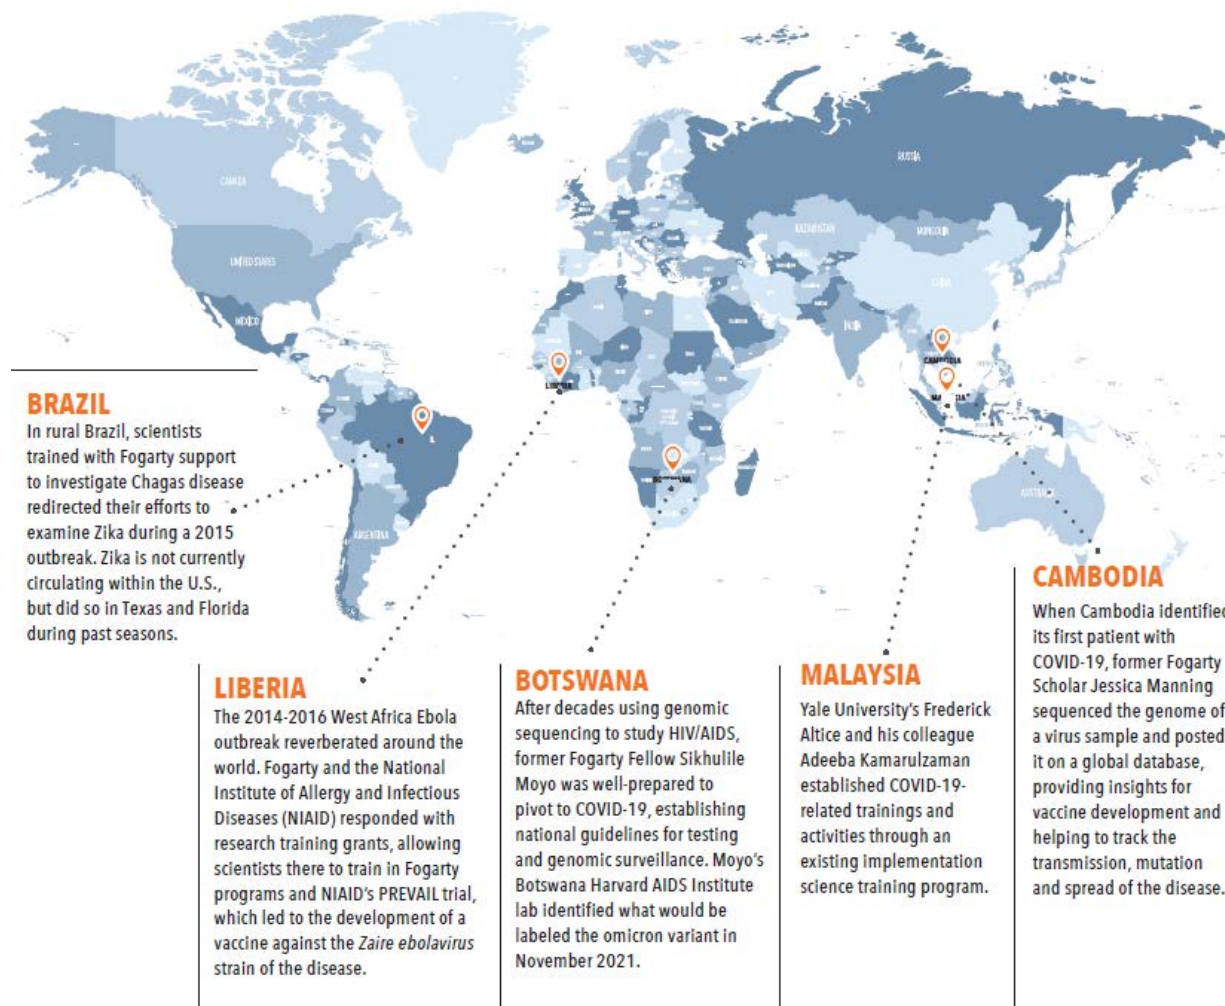 CANADA
UNITED STATES
MEXICO
ARGENTINA
RUSSIA
KAZAKHSTAN
MONGOLIA
CHINA
INDIA
CAMBODIA
LIBERIA
BOTSWANA
AUSTRALIA
BRAZIL
In rural Brazil, scientists
trained with Fogarty support
to investigate Chagas disease
redirected their efforts to
examine Zika during a 2015
outbreak. Zika is not currently
circulating within the U.S.,
but did so in Texas and Florida
during past seasons.
LIBERIA
The 2014-2016 West Africa Ebola
outbreak reverberated around the
world. Fogarty and the National
Institute of Allergy and Infectious
Diseases (NIAID) responded with
research training grants, allowing
scientists there to train in Fogarty
programs and NIAID's PREVAIL trial,
which led to the development of a
vaccine against the Zaire ebolavirus
strain of the disease.
BOTSWANA
After decades using genomic
sequencing to study HIV/AIDS,
former Fogarty Fellow Sikhulile
Moyo was well-prepared to
pivot to COVID-19, establishing
national guidelines for testing
and genomic surveillance. Moyo's
Botswana Harvard AIDS Institute
lab identified what would be
labeled the omicron variant in
November 2021.
MALAYSIA
Yale University's Frederick
Altice and his colleague
Adeeba Kamarulzaman
established COVID-19-
related trainings and
activities through an
existing implementation
science training program.
CAMBODIA
When Cambodia identified
its first patient with
COVID-19, former Fogarty
Scholar Jessica Manning
sequenced the genome of
a virus sample and posted
it on a global database,
providing insights for
vaccine development and
helping to track the
transmission, mutation
and spread of the disease.